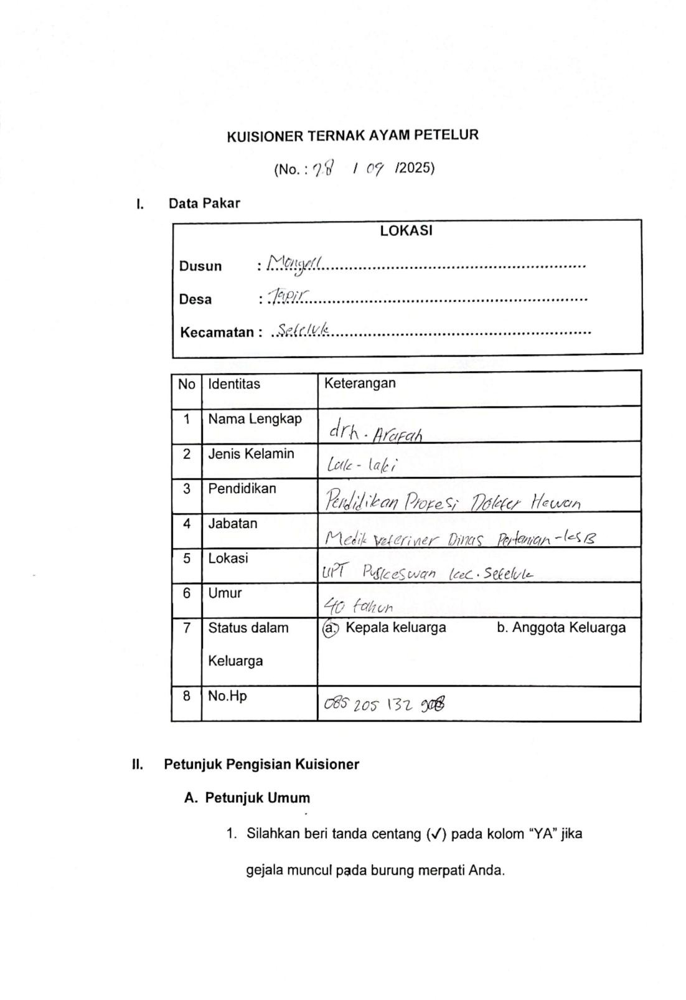 KUISIONER TERNAK AYAM PETELUR
(No. : 28 / 09 /2025)
I. Data Pakar
LOKASI
Dusun : Mongal
Desa : Tapir
Kecamatan : Seteluk
No Identitas Keterangan
1 Nama Lengkap drh. Arafah
2 Jenis Kelamin Laki - laki
3 Pendidikan Pendidikan Profesi Dokter Hewan
4 Jabatan Medik Veteriner Dinas Pertanian-KSB
5 Lokasi UPT Puskeswan Kec. Seteluk
6 Umur 40 tahun
7 Status dalam Keluarga a. Kepala keluarga b. Anggota Keluarga
8 No.Hp 085 205 132
II. Petunjuk Pengisian Kuisioner
A. Petunjuk Umum
1. Silahkan beri tanda centang (✓) pada kolom “YA” jika
gejala muncul pada burung merpati Anda.